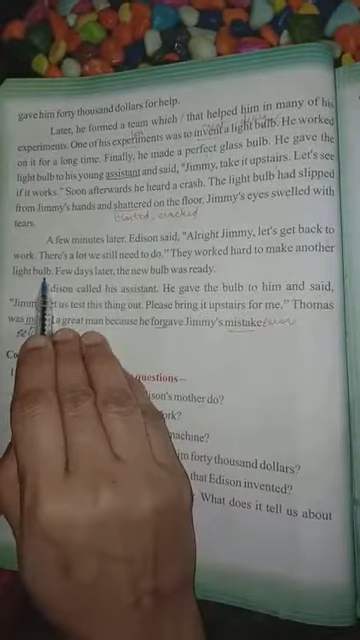 gave him forty thousand dollars for help.
Later, he formed a team which / that helped him in many of his
experiments. One of his experiments was to invent a light bulb. He worked
on it for a long time. Finally, he made a perfect glass bulb. He gave the
light bulb to his young assistant and said, "Jimmy, take it upstairs. Let's see
if it works." Soon afterwards he heard a crash. The light bulb had slipped
from Jimmy's hands and shattered on the floor. Jimmy's eyes swelled with
bursted, cracked
tears.
A few minutes later, Edison said, "Alright Jimmy, let's get back to
work. There's a lot we still need to do." They worked hard to make another
light bulb. Few days later, the new bulb was ready.
Edison called his assistant. He gave the bulb to him and said,
"Jimmy, let us test this thing out. Please bring it upstairs for me." Thomas
was a great man because he forgave Jimmy's mistake
questions–
Edison's mother do?
work?
machine?
him forty thousand dollars?
that Edison invented?
. What does it tell us about